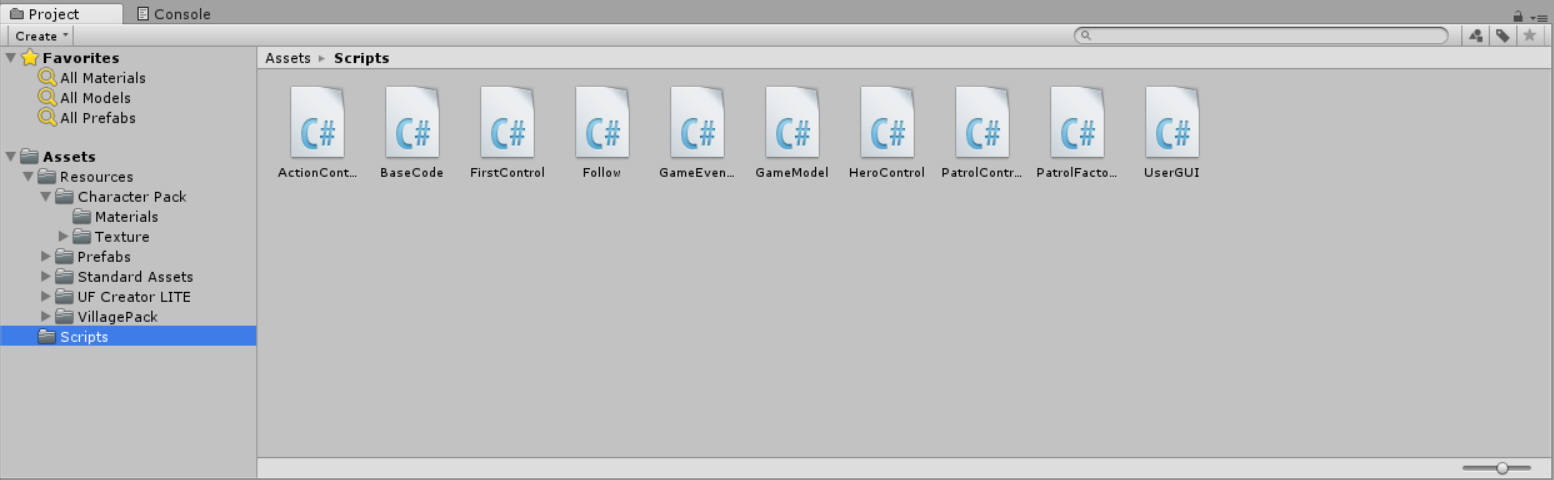 Project Console
Create
Favorites
All Materials
All Models
All Prefabs
Assets
Resources
Character Pack
Materials
Texture
Prefabs
Standard Assets
UF Creator LITE
VillagePack
Scripts
Assets Scripts
C# C# C# C# C# C# C# C# C# C#
ActionCont... BaseCode FirstControl Follow GameEven... GameModel HeroControl PatrolContr... PatrolFacto... UserGUI